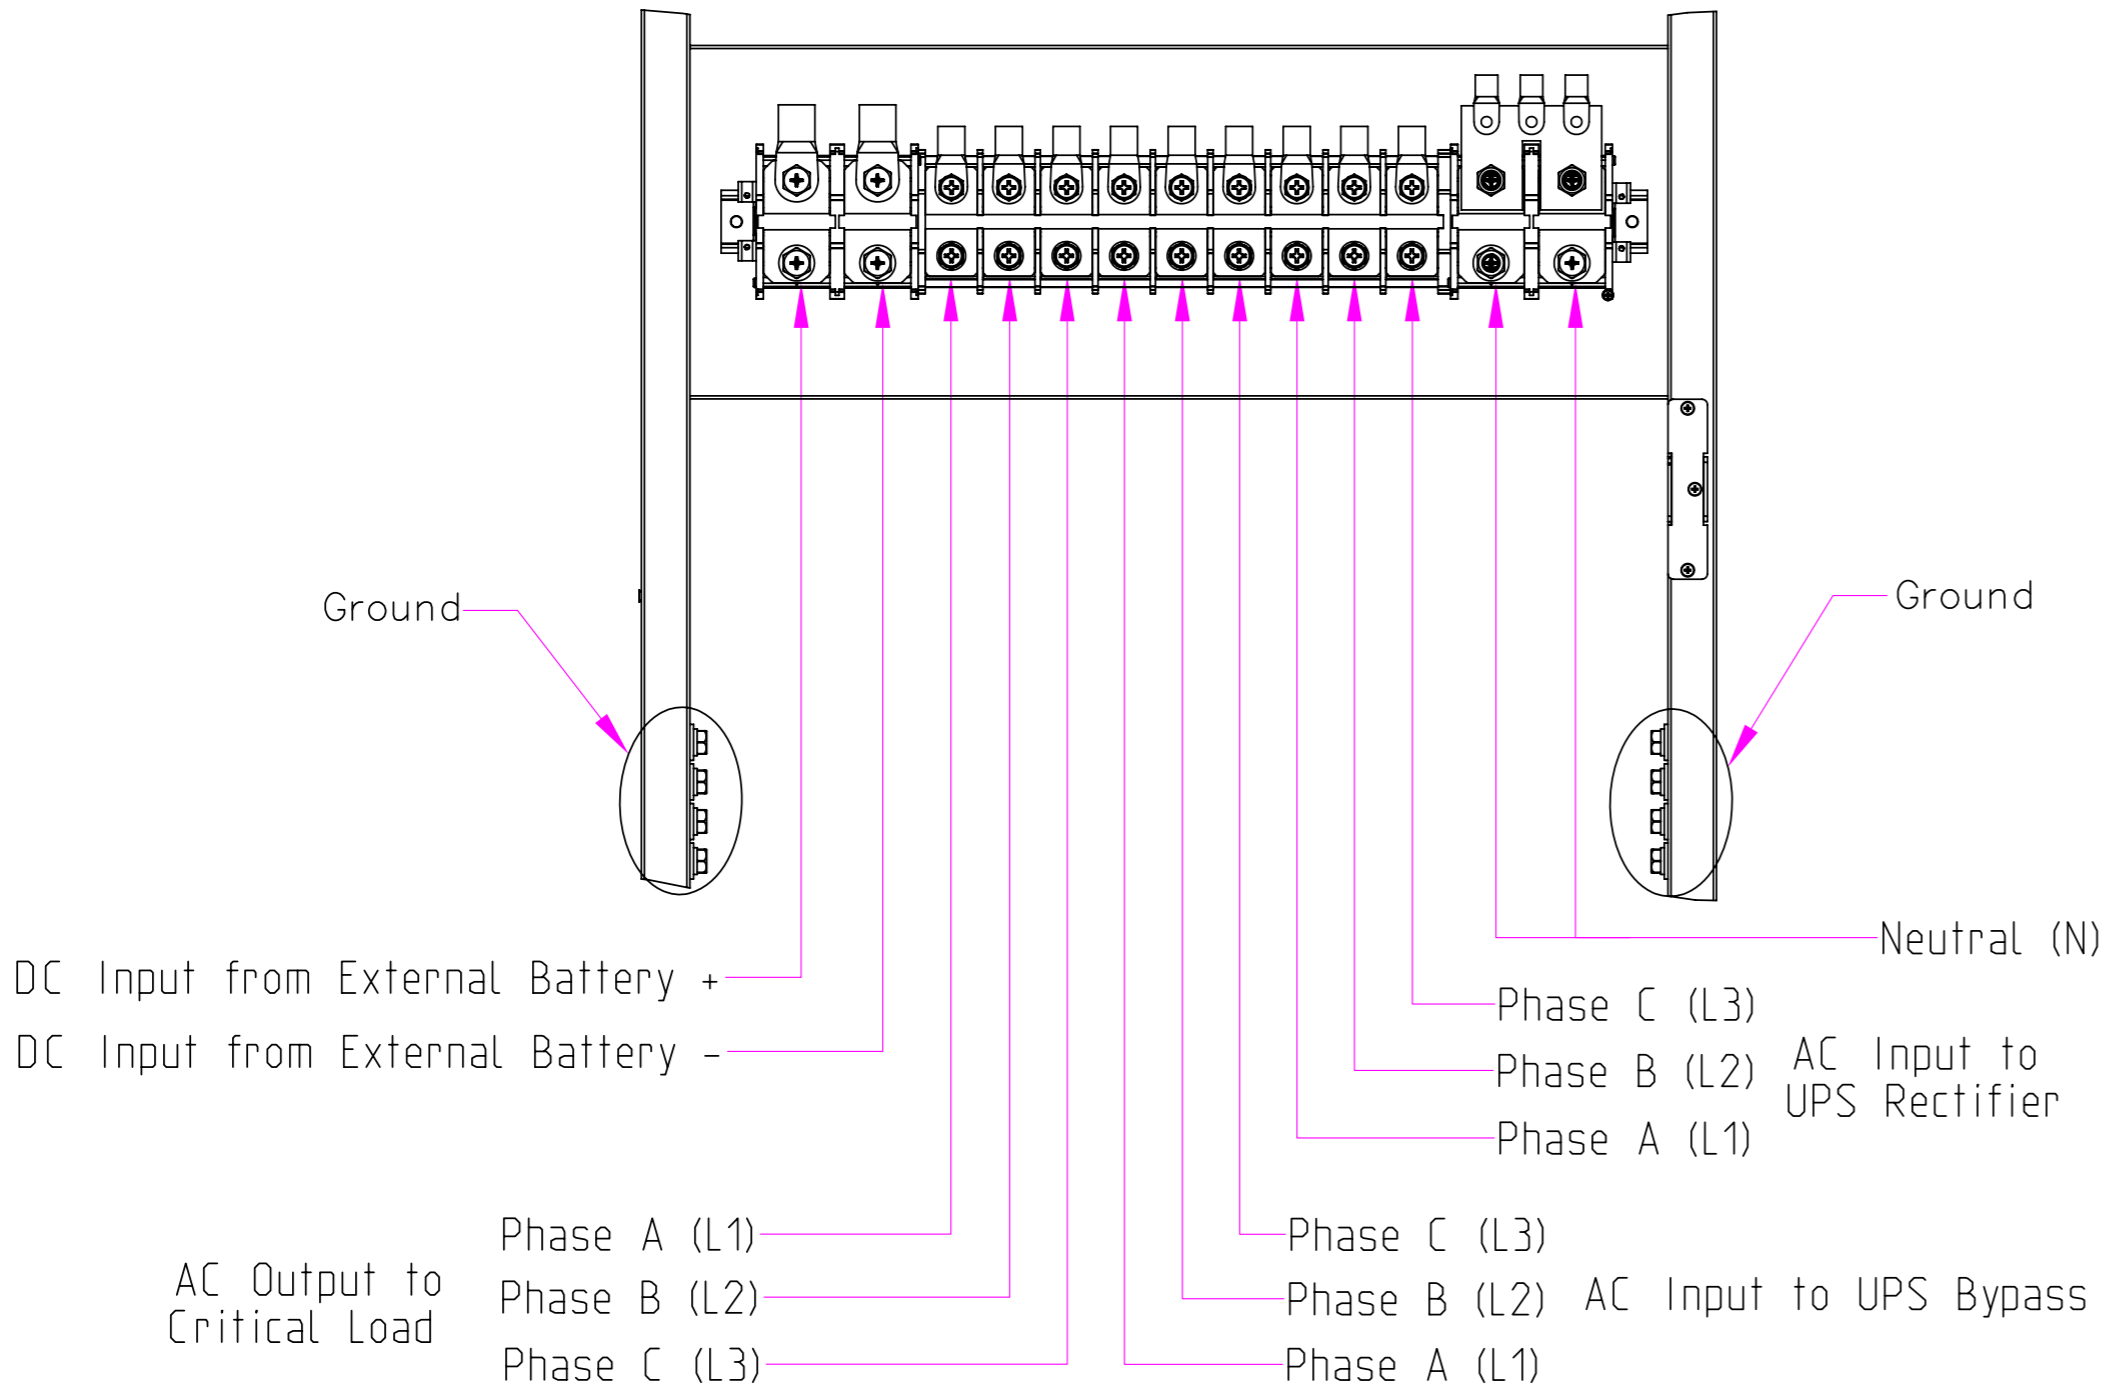 Ground
Ground
Neutral (N)
DC Input from External Battery +
DC Input from External Battery -
Phase C (L3)
Phase B (L2)
Phase A (L1)
AC Input to
UPS Rectifier
AC Output to
Critical Load
Phase A (L1)
Phase B (L2)
Phase C (L3)
Phase C (L3)
Phase B (L2)
Phase A (L1)
AC Input to UPS Bypass